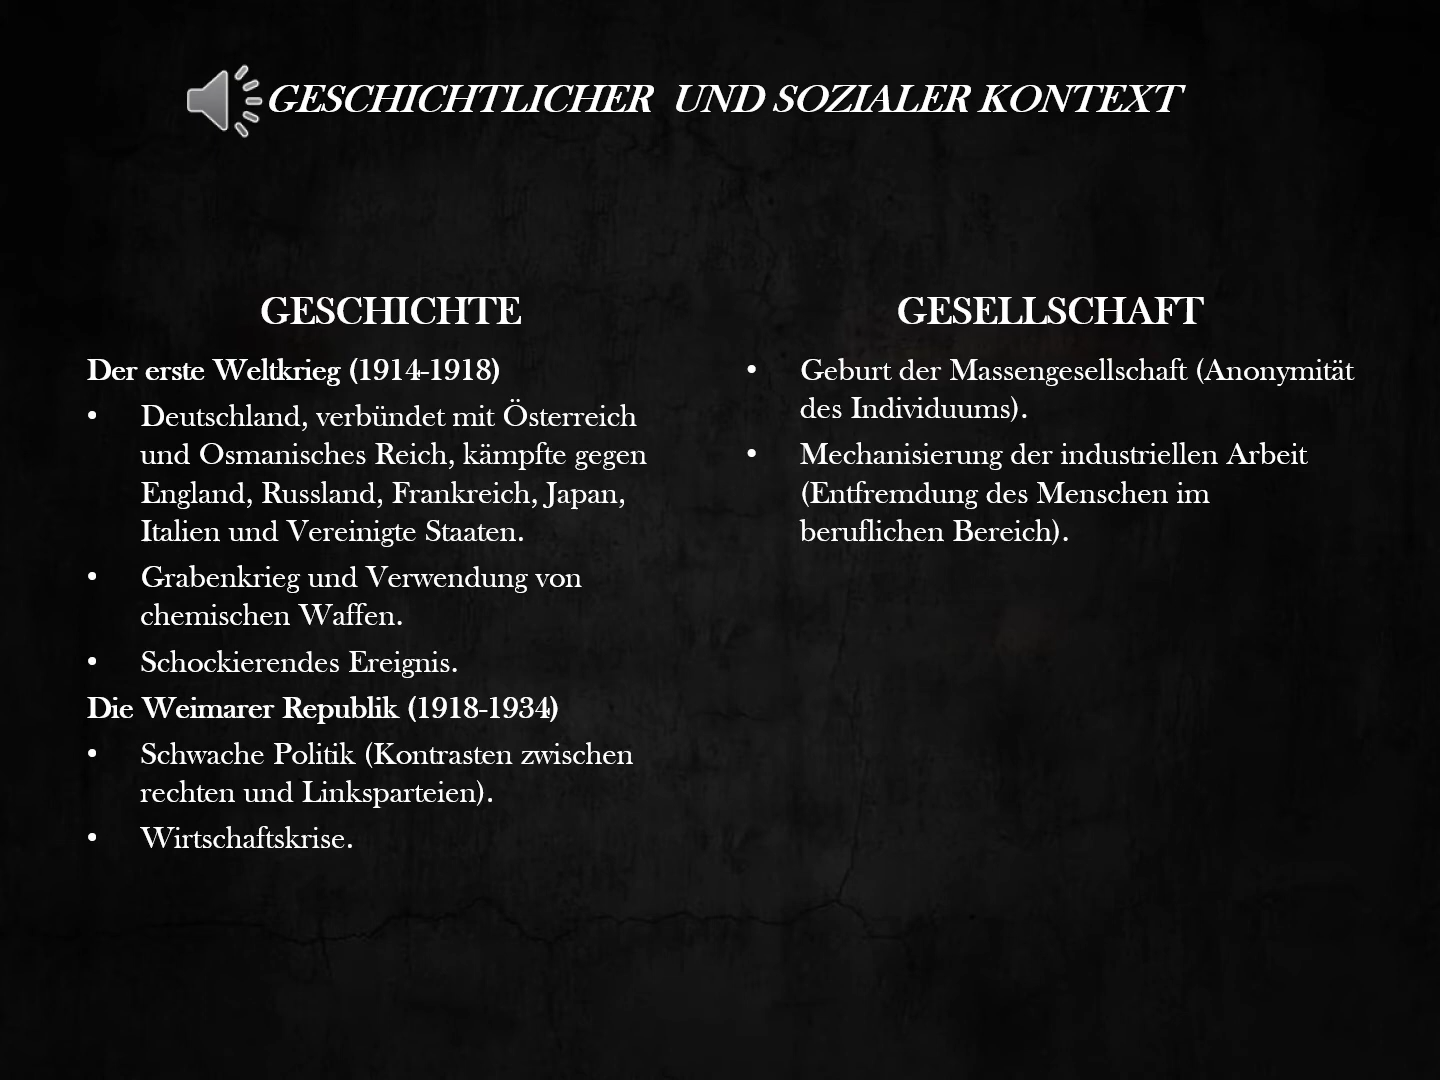 GESCHICHTLICHER UND SOZIALER KONTEXT
GESCHICHTE
Der erste Weltkrieg (1914-1918)
• Deutschland, verbündet mit Österreich
und Osmanisches Reich, kämpfte gegen
England, Russland, Frankreich, Japan,
Italien und Vereinigte Staaten.
• Grabenkrieg und Verwendung von
chemischen Waffen.
• Schockierendes Ereignis.
Die Weimarer Republik (1918-1934)
• Schwache Politik (Kontrasten zwischen
rechten und Linksparteien).
• Wirtschaftskrise.
GESELLSCHAFT
• Geburt der Massengesellschaft (Anonymität
des Individuums).
• Mechanisierung der industriellen Arbeit
(Entfremdung des Menschen im
beruflichen Bereich).